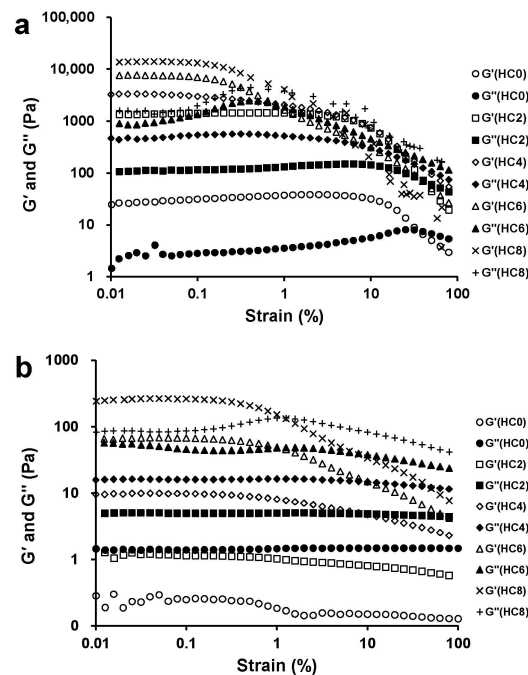 a
100,000
10,000
1000
100
10
1
0.01 0.1 1 10 100
Strain (%)
G′ and G″ (Pa)
G'(HC0)
G"(HC0)
G'(HC2)
G"(HC2)
G'(HC4)
G"(HC4)
G'(HC6)
G"(HC6)
G'(HC8)
G"(HC8)
b
1000
100
10
1
0
0.01 0.1 1 10 100
Strain (%)
G′ and G″ (Pa)
G'(HC0)
G"(HC0)
G'(HC2)
G"(HC2)
G'(HC4)
G"(HC4)
G'(HC6)
G"(HC6)
G'(HC8)
G"(HC8)